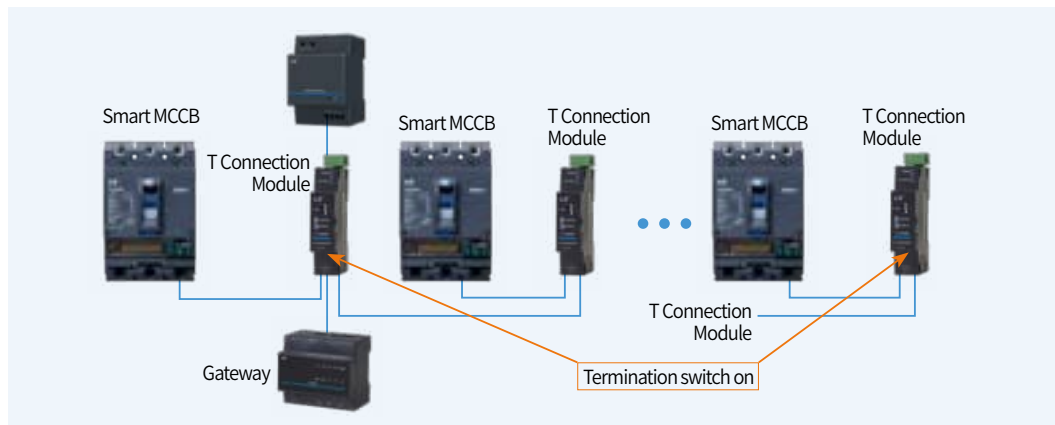 Smart MCCB
T Connection
Module
Smart MCCB
T Connection
Module
Smart MCCB
T Connection
Module
T Connection
Module
Gateway
Termination switch on